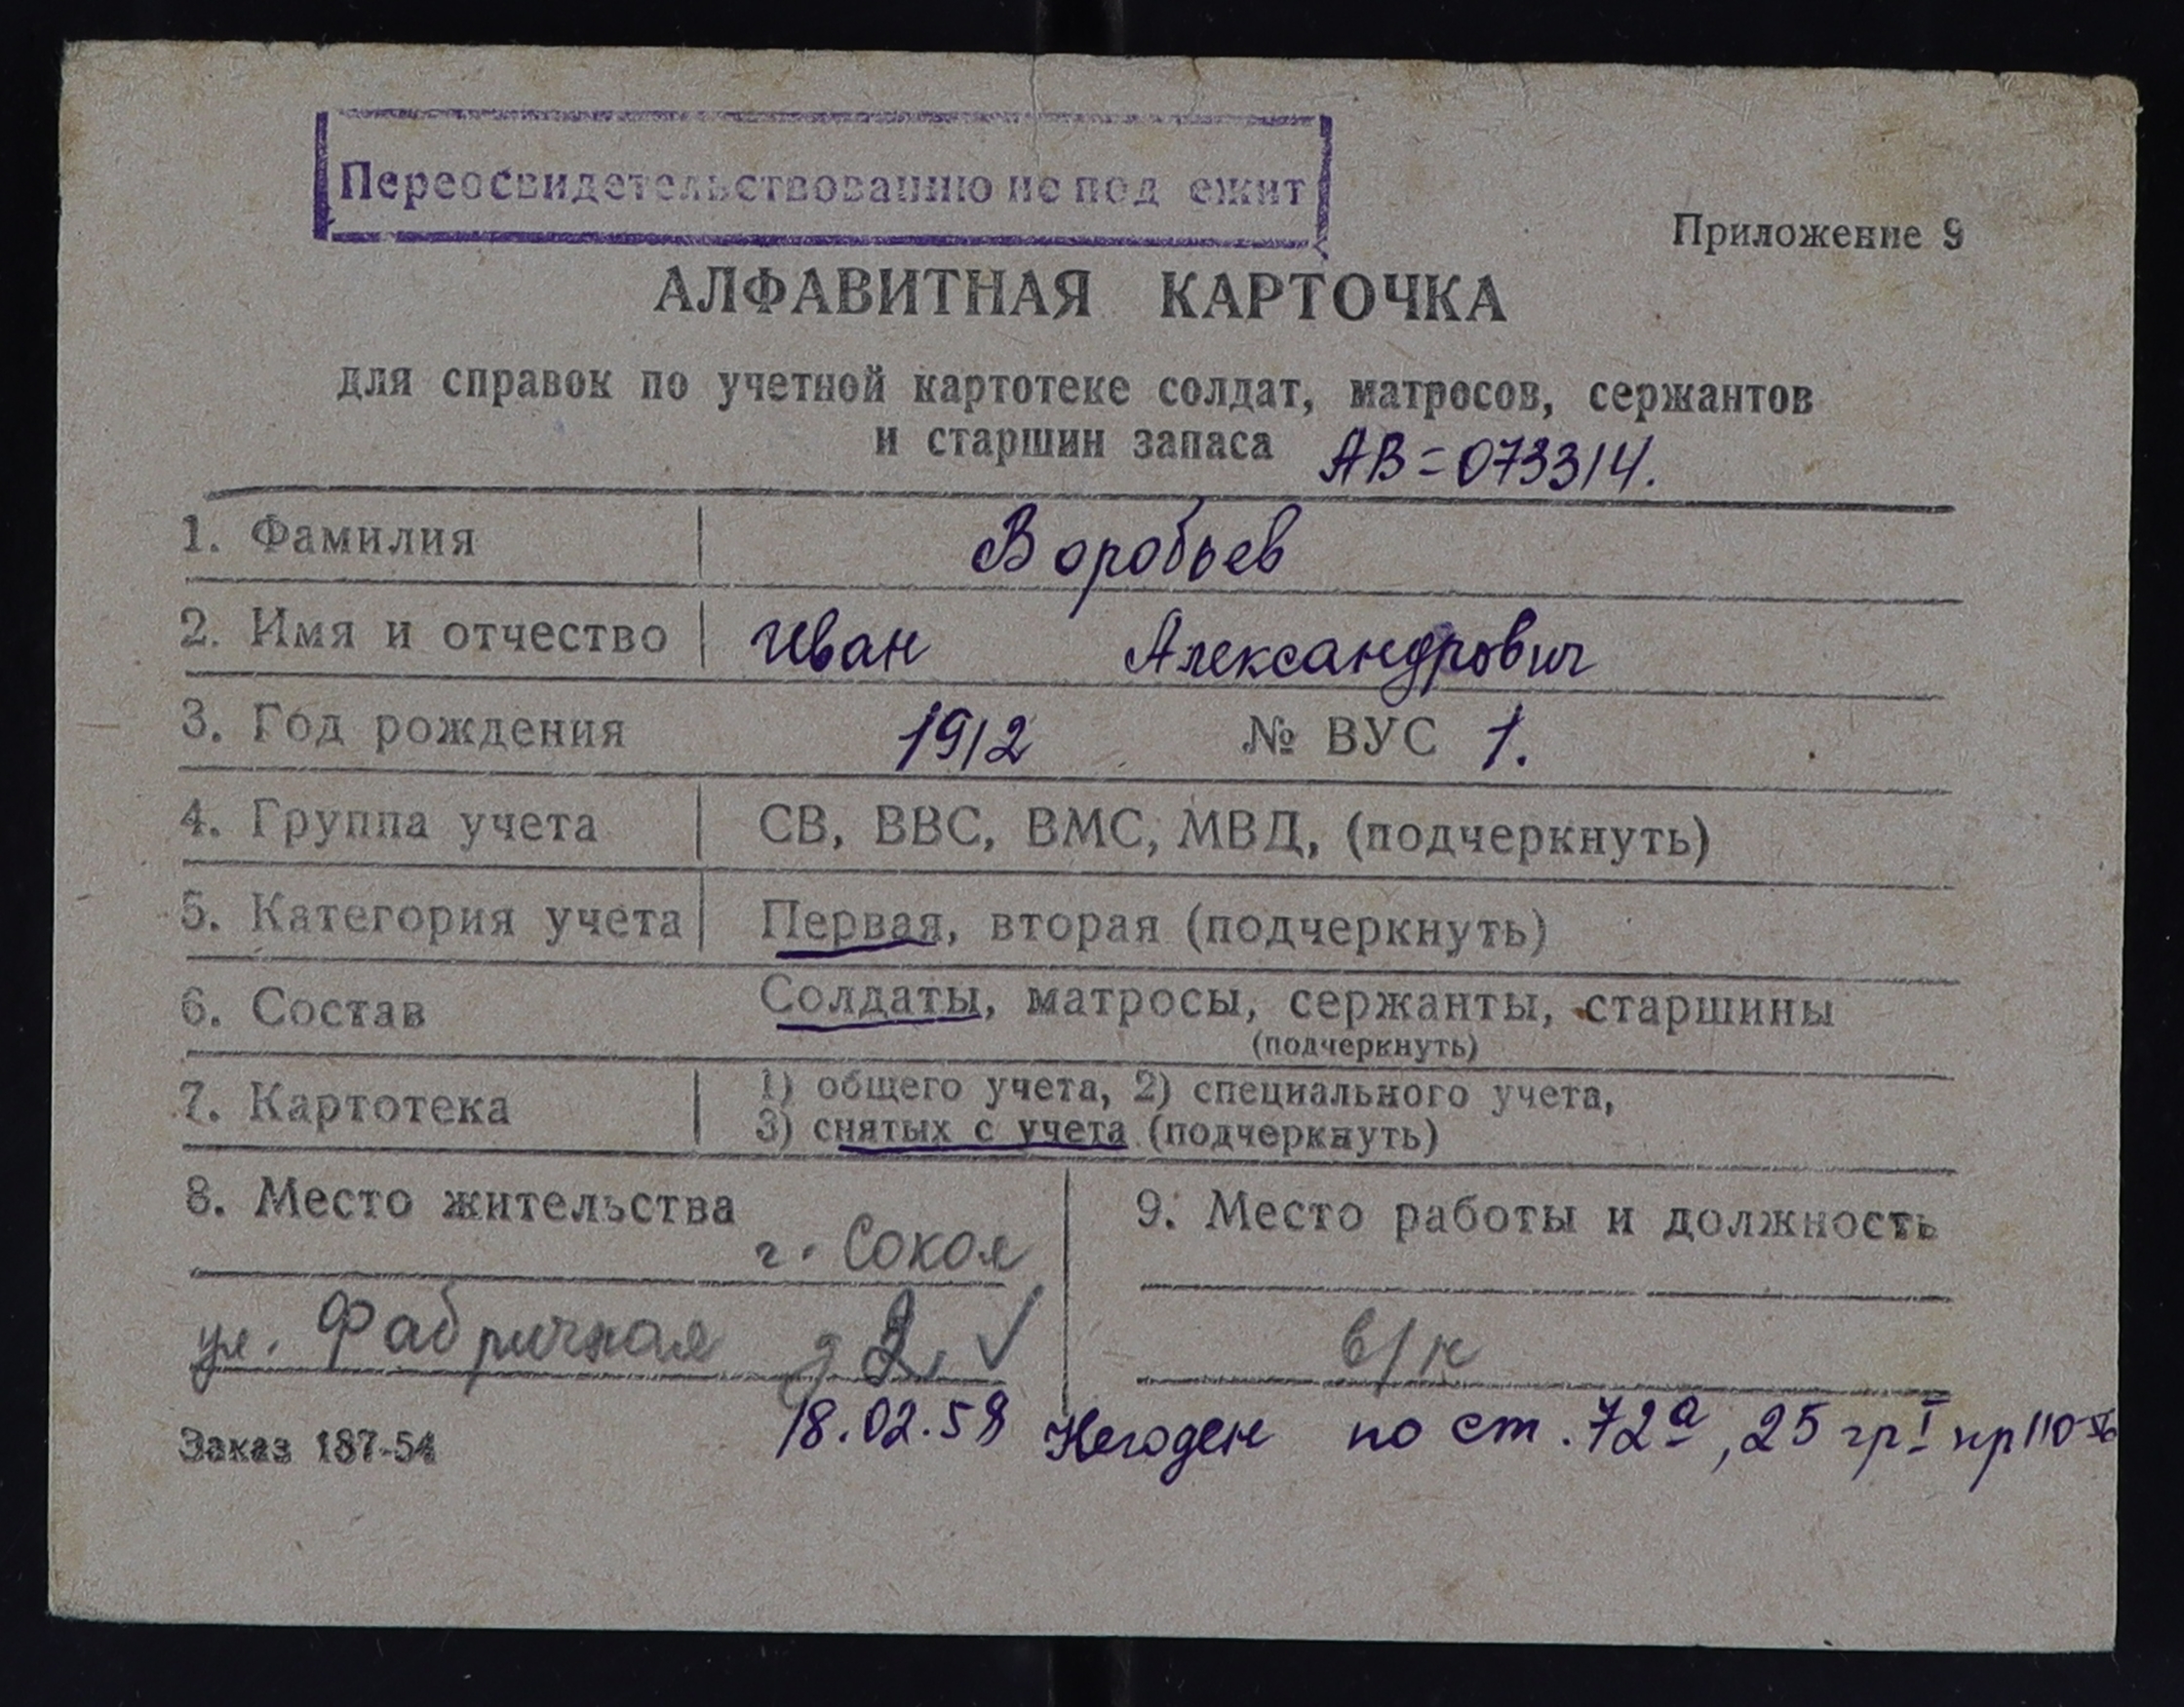 Переосвидетельствованию не под ежит
Приложение 9
АЛФАВИТНАЯ КАРТОЧКА
для справок по учетной картотеке солдат, матросов, сержантов
и старшин запаса АВ=073314.
1. Фамилия Воробьев
2. Имя и отчество Иван Александрович
3. Год рождения 1912 № ВУС 1.
4. Группа учета СВ, ВВС, ВМС, МВД, (подчеркнуть)
5. Категория учета Первая, вторая (подчеркнуть)
6. Состав Солдаты, матросы, сержанты, старшины
(подчеркнуть)
7. Картотека 1) общего учета, 2) специального учета,
3) снятых с учета (подчеркнуть)
8. Место жительства г. Сокол
ул. Фабричная д 2, ✓
9. Место работы и должность
в/к
18.02.59 Негоден по ст. 72а, 25 гр I пр 110
Заказ 187-54